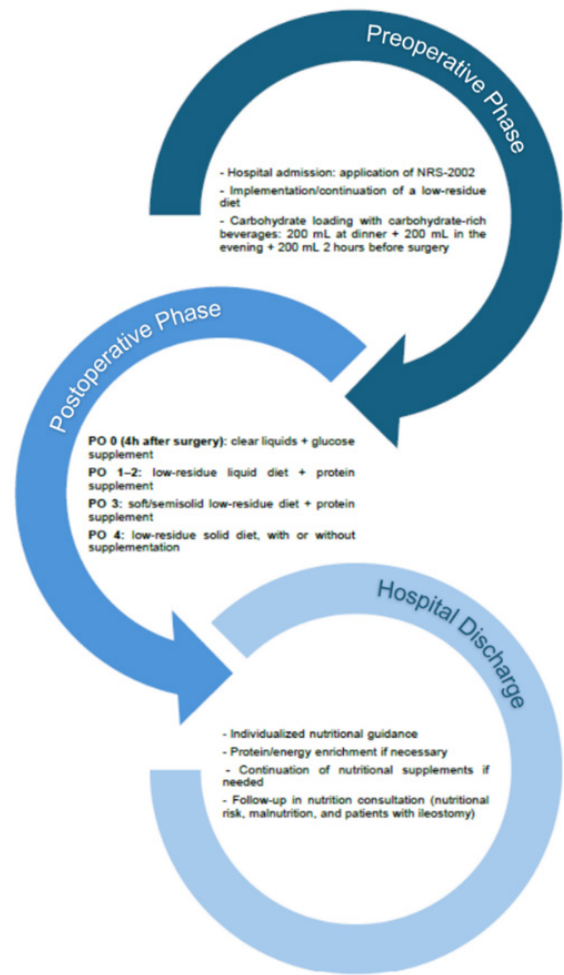 Preoperative Phase
- Hospital admission: application of NRS-2002
- Implementation/continuation of a low-residue
diet
- Carbohydrate loading with carbohydrate-rich
beverages: 200 mL at dinner + 200 mL in the
evening + 200 mL 2 hours before surgery
Postoperative Phase
PO 0 (4h after surgery): clear liquids + glucose
supplement
PO 1–2: low-residue liquid diet + protein
supplement
PO 3: soft/semisolid low-residue diet + protein
supplement
PO 4: low-residue solid diet, with or without
supplementation
Hospital Discharge
- Individualized nutritional guidance
- Protein/energy enrichment if necessary
- Continuation of nutritional supplements if
needed
- Follow-up in nutrition consultation (nutritional
risk, malnutrition, and patients with ileostomy)